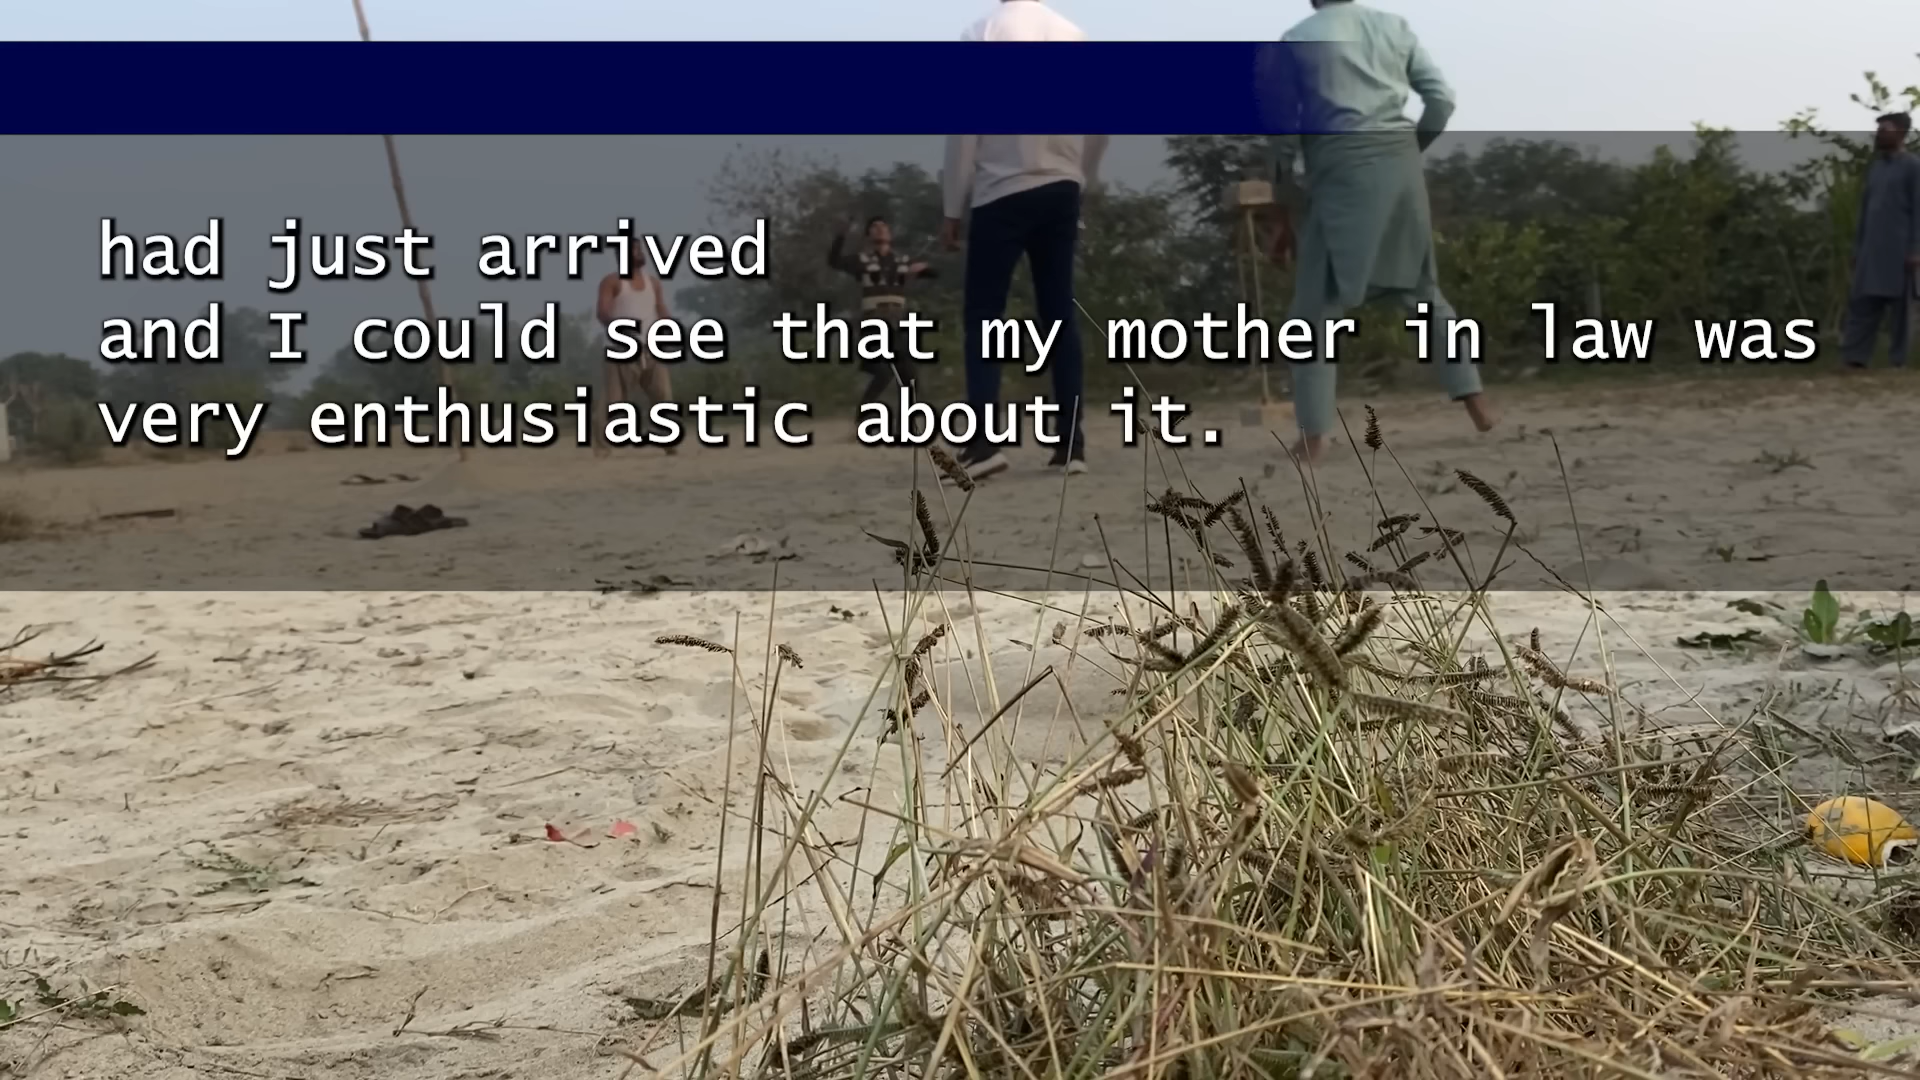 had just arrived
and I could see that my mother in law was
very enthusiastic about it.